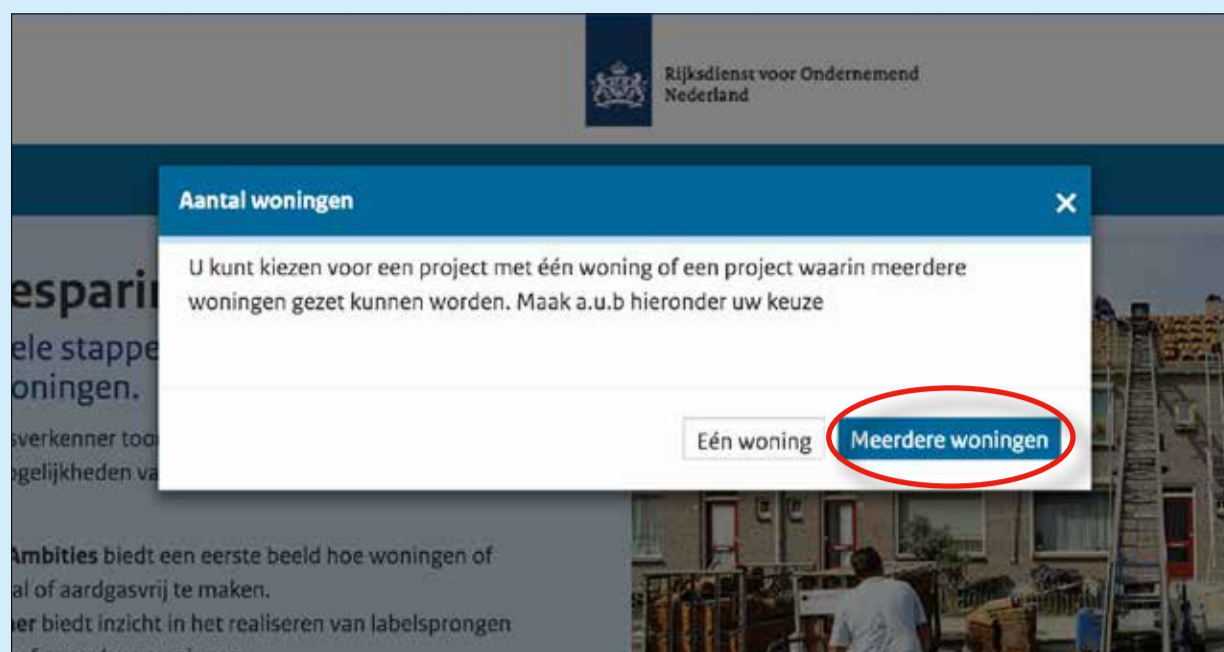 Rijksdienst voor Ondernemend
Nederland
Aantal woningen
U kunt kiezen voor een project met één woning of een project waarin meerdere
woningen gezet kunnen worden. Maak a.u.b hieronder uw keuze
Eén woning
Meerdere woningen
ele stappe
oningen.
sverkenner
ogelijkheden va
Ambities biedt een eerste beeld hoe woningen of
al of aardgasvrij te maken.
er biedt inzicht in het realiseren van labelsprongen